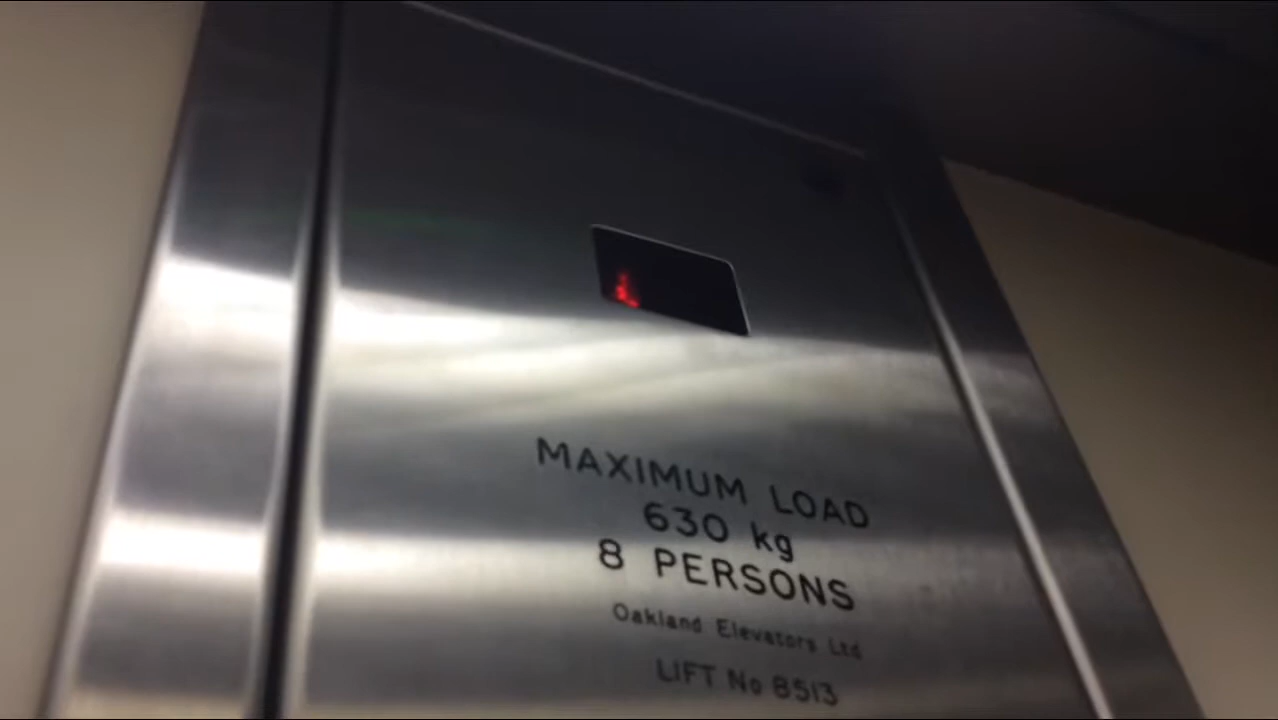 MAXIMUM LOAD
630 kg
8 PERSONS
Oakland Elevators Ltd
LIFT No 8513